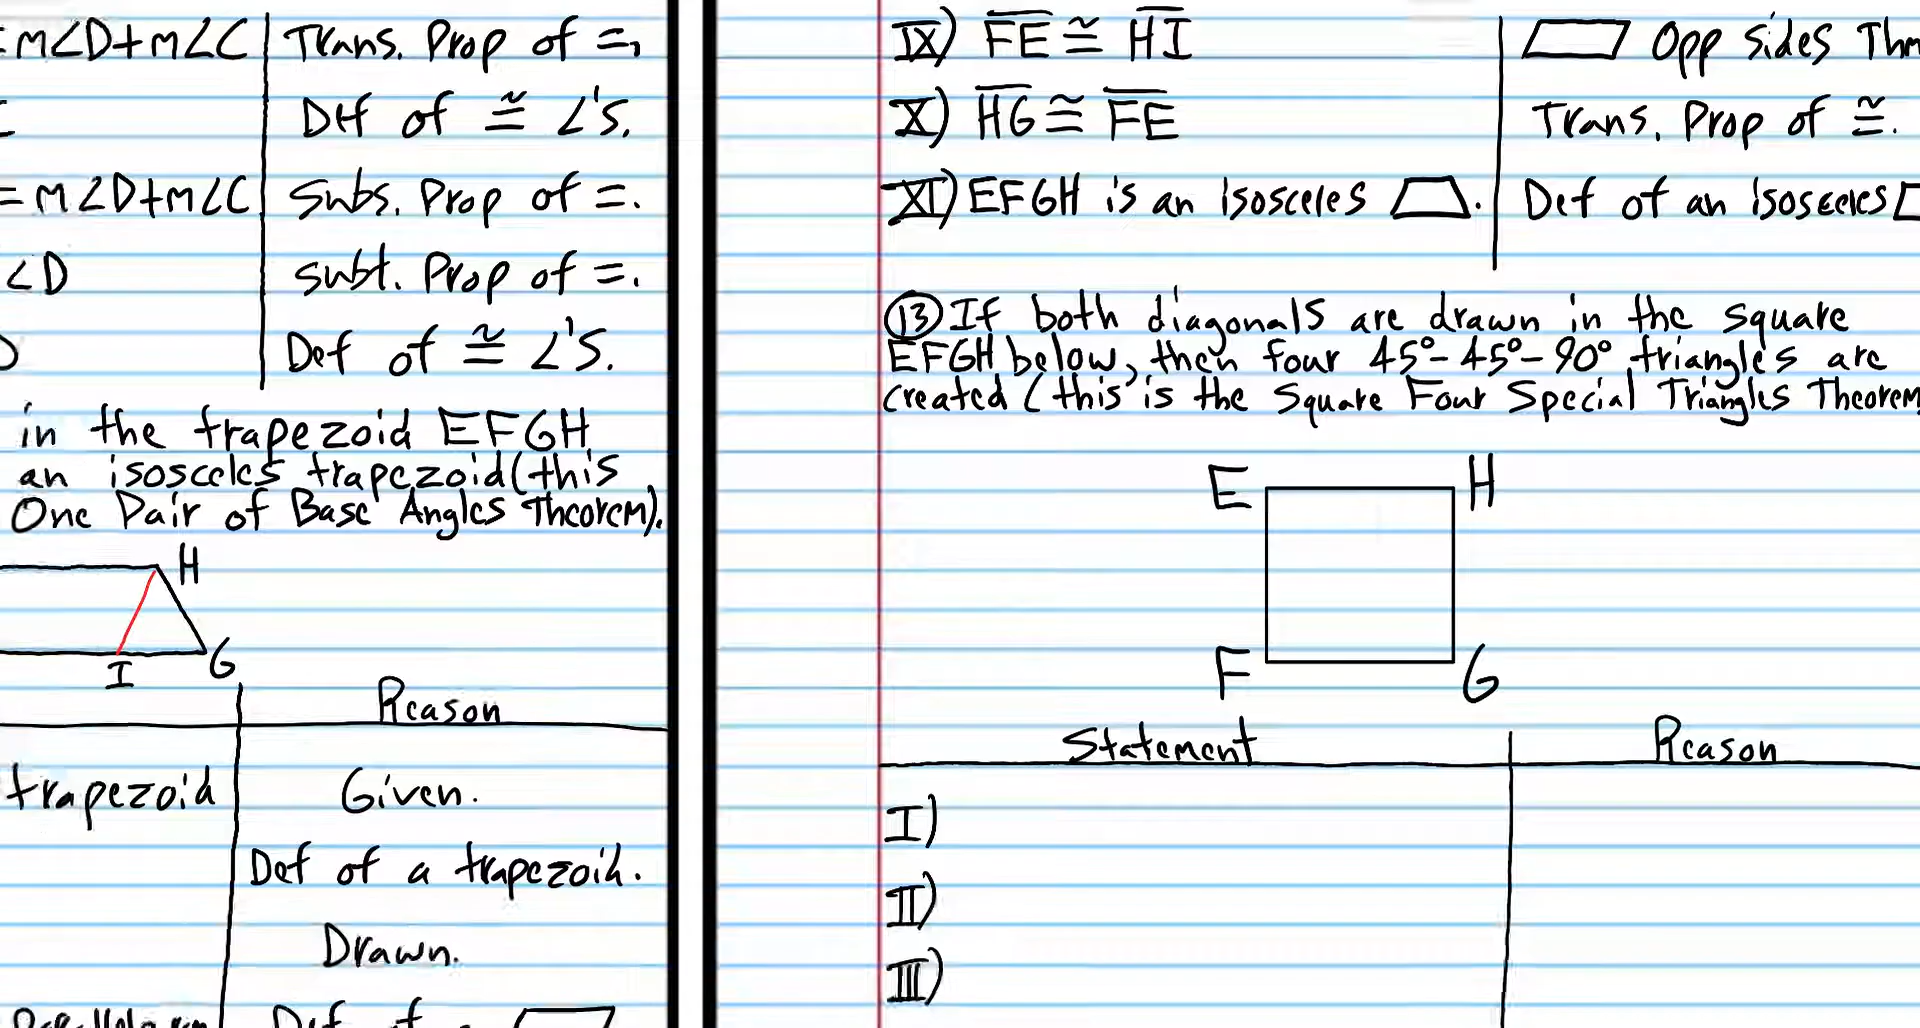 =m∠D+m∠C Trans. Prop of =,
Def of ≅ ∠'s.
=m∠D+m∠C Subs. Prop of =.
∠D Subt. Prop of =.
Def of ≅ ∠'s.
in the trapezoid EFGH
an isosceles trapezoid (this
One Pair of Base Angles Theorem).
H
I G
Reason
trapezoid Given.
Def of a trapezoid.
Drawn.
Def of
IX) FE ≅ HI ▱ Opp sides Thm
X) HG ≅ FE Trans. Prop of ≅.
XI) EFGH is an isosceles ⏢. Def of an isosceles
13 If both diagonals are drawn in the square
EFGH below, then four 45°-45°-90° triangles are
created (this is the Square Four Special Triangles Theorem
E H
F G
Statement Reason
I)
II)
III)